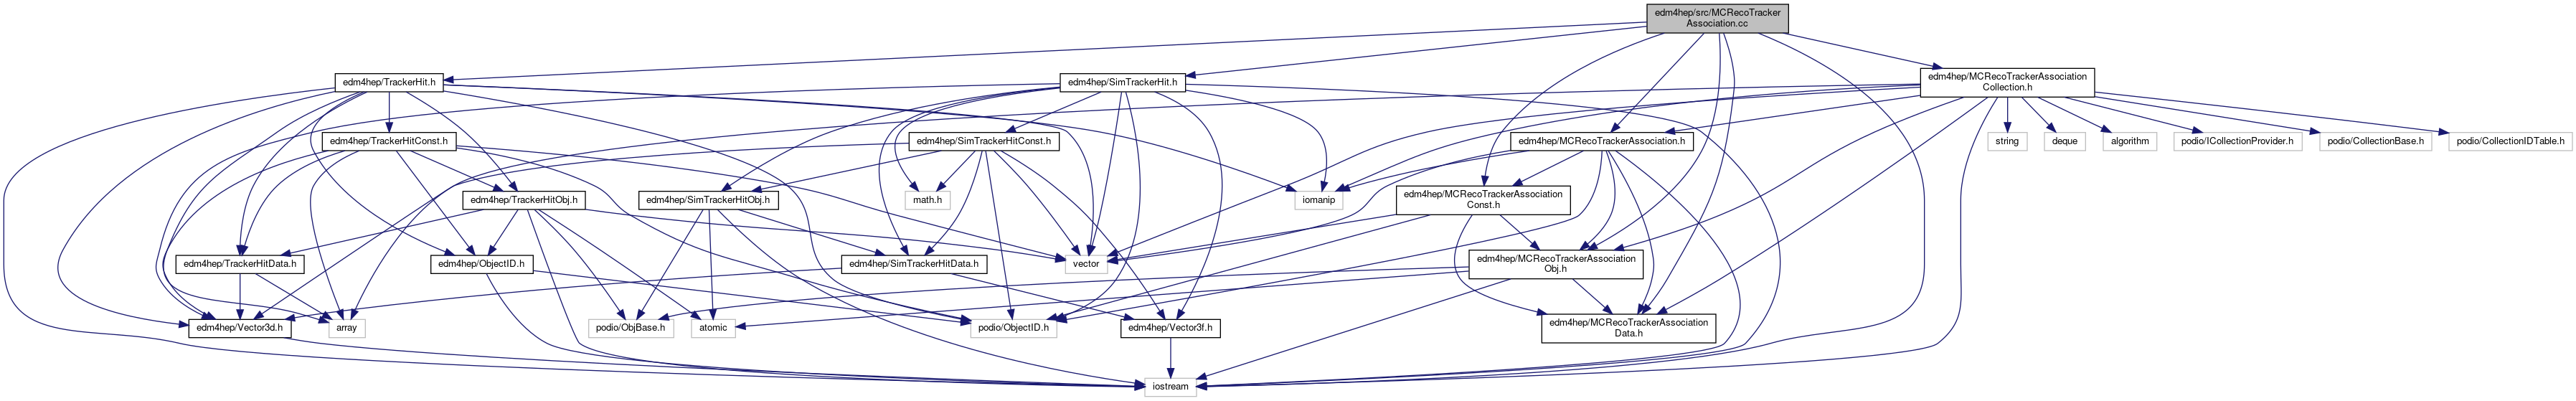 edm4hep/src/MCRecoTracker
Association.cc
edm4hep/TrackerHit.h
edm4hep/SimTrackerHit.h
edm4hep/MCRecoTrackerAssociation
Collection.h
edm4hep/TrackerHitConst.h
edm4hep/SimTrackerHitConst.h
edm4hep/MCRecoTrackerAssociation.h
string
deque
algorithm
podio/ICollectionProvider.h
podio/CollectionBase.h
podio/CollectionIDTable.h
edm4hep/TrackerHitObj.h
edm4hep/SimTrackerHitObj.h
math.h
iomanip
edm4hep/MCRecoTrackerAssociation
Const.h
edm4hep/TrackerHitData.h
edm4hep/ObjectID.h
edm4hep/SimTrackerHitData.h
vector
edm4hep/MCRecoTrackerAssociation
Obj.h
edm4hep/Vector3d.h
array
podio/ObjBase.h
atomic
podio/ObjectID.h
edm4hep/Vector3f.h
edm4hep/MCRecoTrackerAssociation
Data.h
iostream